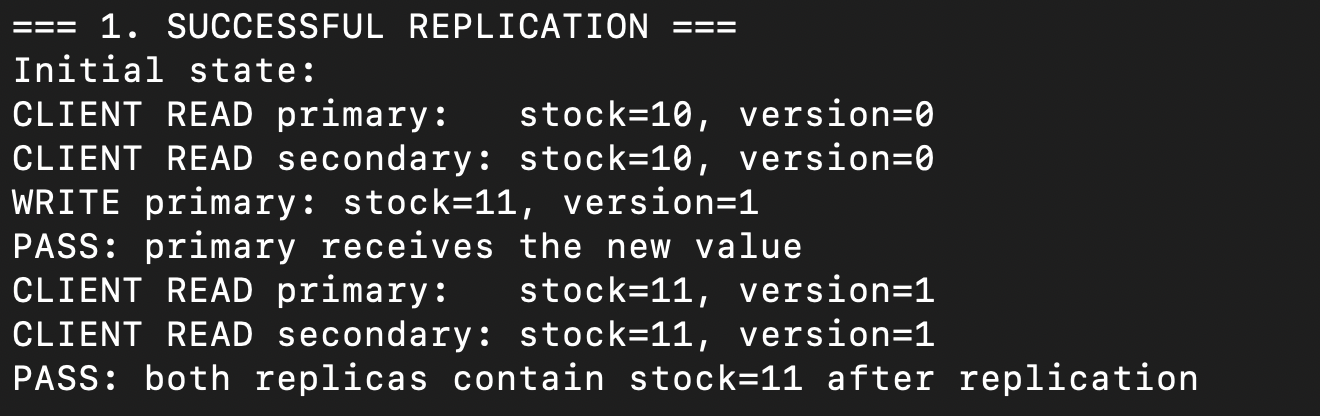 === 1. SUCCESSFUL REPLICATION ===
Initial state:
CLIENT READ primary:   stock=10, version=0
CLIENT READ secondary: stock=10, version=0
WRITE primary: stock=11, version=1
PASS: primary receives the new value
CLIENT READ primary:   stock=11, version=1
CLIENT READ secondary: stock=11, version=1
PASS: both replicas contain stock=11 after replication